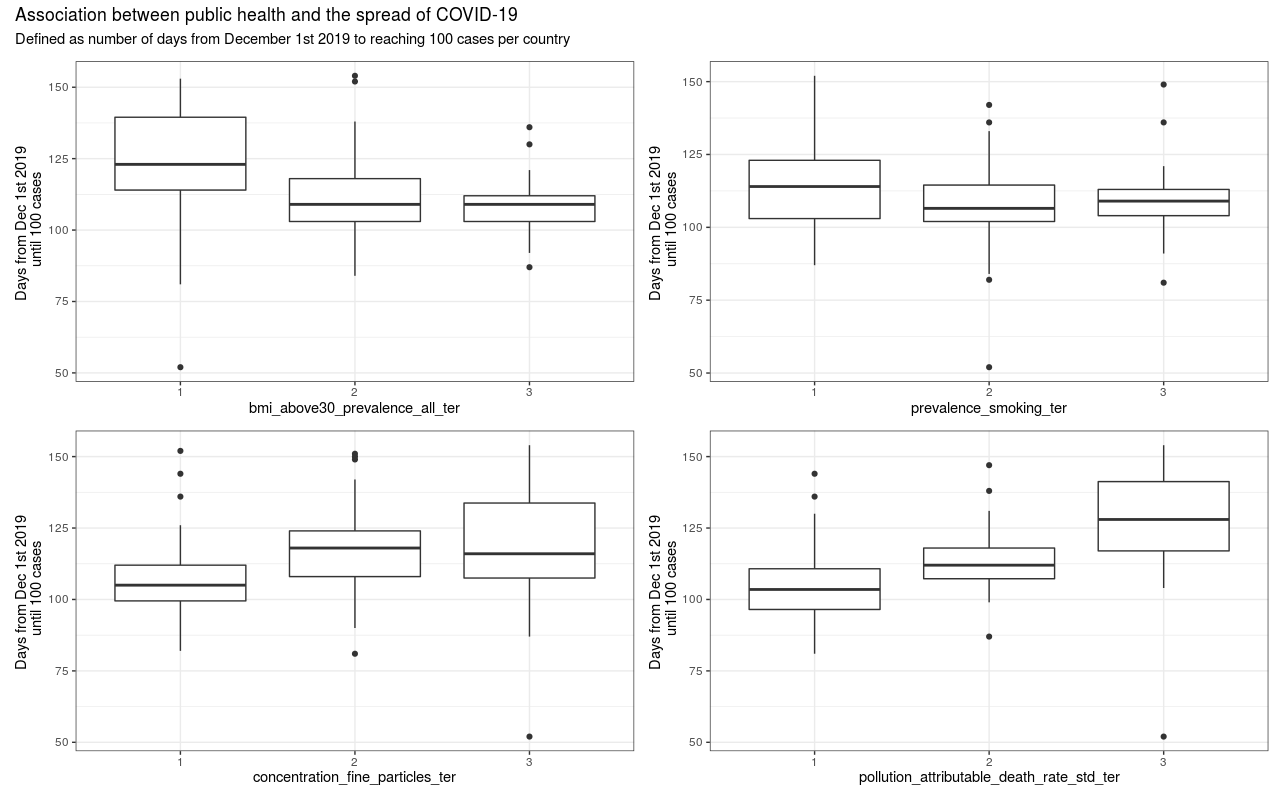 Association between public health and the spread of COVID-19
Defined as number of days from December 1st 2019 to reaching 100 cases per country
Days from Dec 1st 2019
until 100 cases
150
125
100
75
50
1 2 3
bmi_above30_prevalence_all_ter
Days from Dec 1st 2019
until 100 cases
150
125
100
75
50
1 2 3
prevalence_smoking_ter
Days from Dec 1st 2019
until 100 cases
150
125
100
75
50
1 2 3
concentration_fine_particles_ter
Days from Dec 1st 2019
until 100 cases
150
125
100
75
50
1 2 3
pollution_attributable_death_rate_std_ter